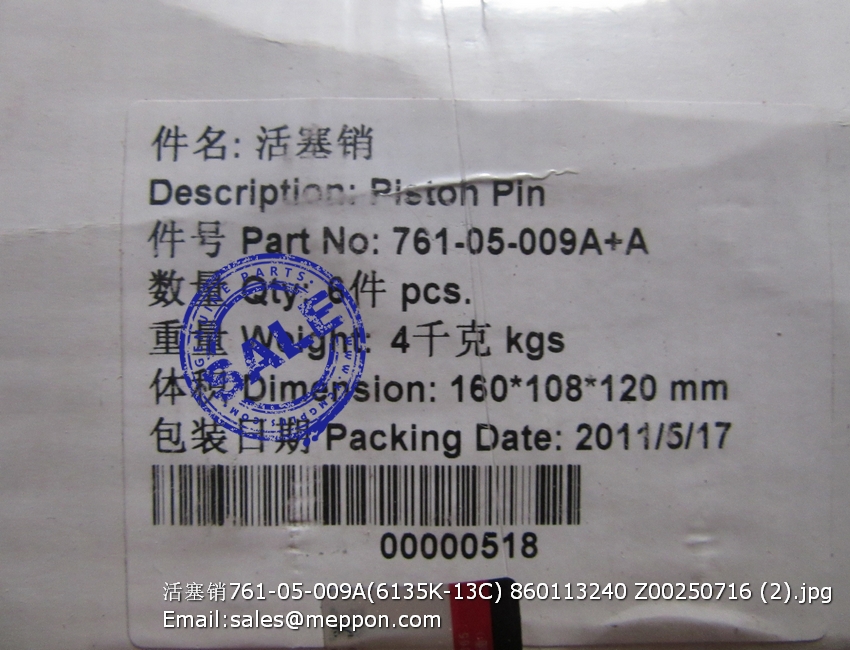 件名: 活塞销
Description: Piston Pin
件号 Part No: 761-05-009A+A
数量 Qty: 6件 pcs.
重量 Weight: 4千克 kgs
体积 Dimension: 160*108*120 mm
包装日期 Packing Date: 2011/5/17
00000518
GENUINE PARTS:
SALE
活塞销761-05-009A(6135K-13C) 860113240 Z00250716 (2).jpg
Email:sales@meppon.com